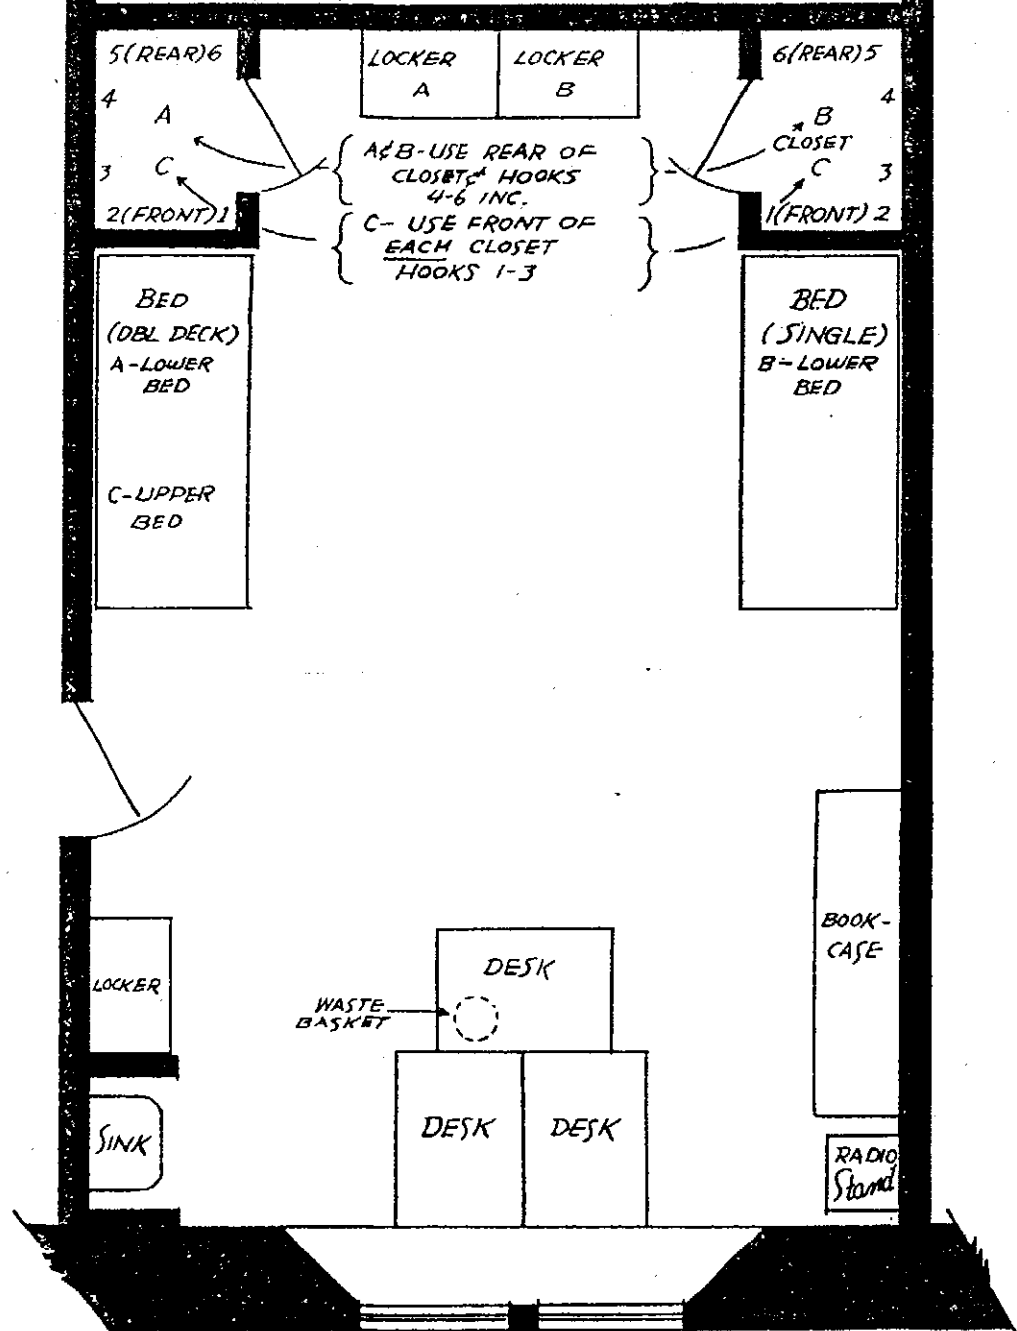 5(REAR)6
4
A
3
C
2(FRONT)1
LOCKER
A
LOCKER
B
6(REAR)5
4
B
CLOSET
C
3
1(FRONT)2
A&B-USE REAR OF
CLOSET & HOOKS
4-6 INC.
C- USE FRONT OF
EACH CLOSET
HOOKS 1-3
BED
(DBL DECK)
A-LOWER
BED
C-UPPER
BED
BED
(SINGLE)
B-LOWER
BED
LOCKER
SINK
WASTE
BASKET
DESK
DESK
DESK
BOOK-
CASE
RADIO
Stand